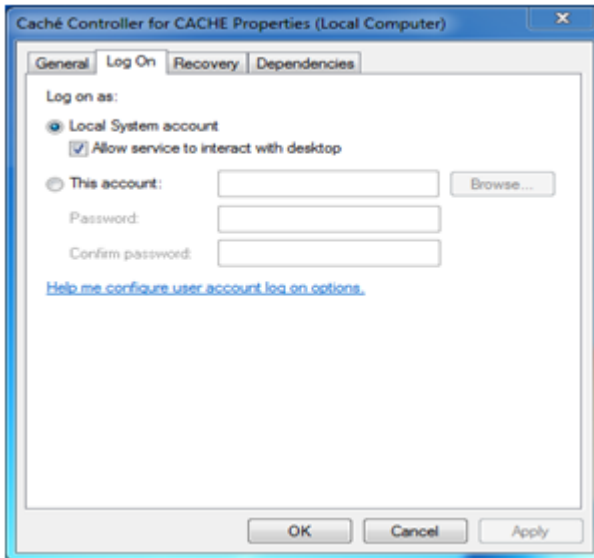 Caché Controller for CACHE Properties (Local Computer)
General Log On Recovery Dependencies
Log on as:
Local System account
Allow service to interact with desktop
This account:
Browse...
Password:
Confirm password:
Help me configure user account log on options.
OK Cancel Apply